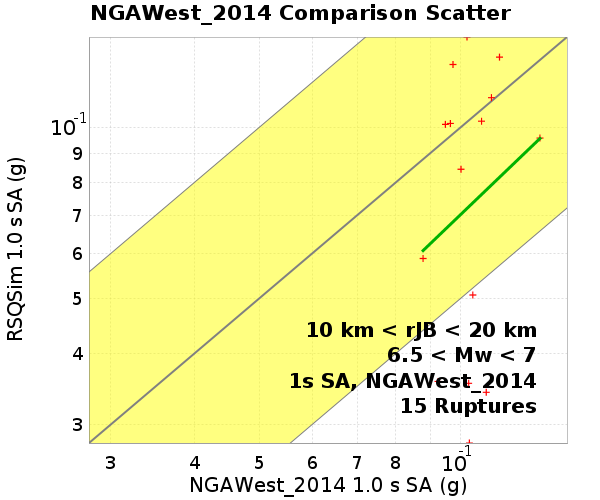 NGAWest_2014 Comparison Scatter
RSQSim 1.0 s SA (g)
10-1
9
8
7
6
5
4
3
10 km < rJB < 20 km
6.5 < Mw < 7
1s SA, NGAWest_2014
15 Ruptures
3 4 5 6 7 8 10-1
NGAWest_2014 1.0 s SA (g)